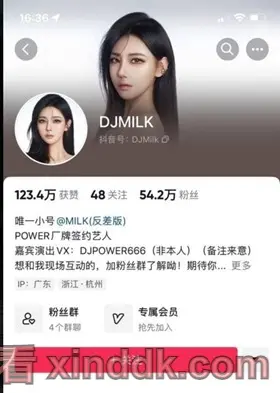 16:36
DJMILK
抖音号：DJMilk
123.4万 获赞 48 关注 54.2万 粉丝
唯一小号@MILK(反差版)
POWER厂牌签约艺人
嘉宾演出VX：DJPOWER666（非本人）（备注来意）
想和我现场互动的，加粉丝群了解呦！期待你... 更多
IP：广东 浙江·杭州
粉丝群
4个群聊
专属会员
抢先加入
看 xinddk.com